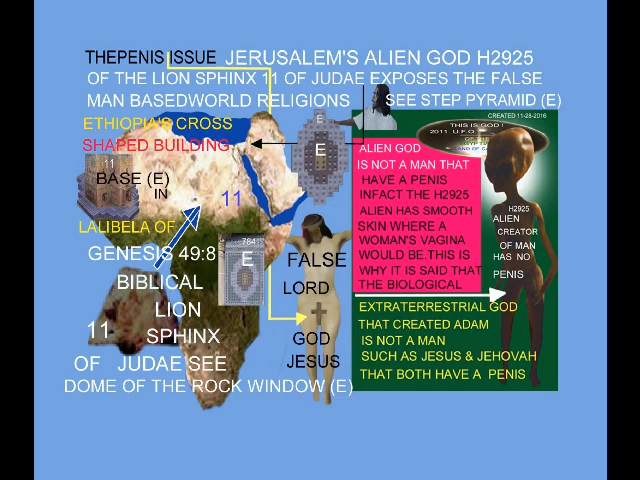 THEPENIS ISSUE JERUSALEM'S ALIEN GOD H2925
OF THE LION SPHINX 11 OF JUDAE EXPOSES THE FALSE
MAN BASEDWORLD RELIGIONS SEE STEP PYRAMID (E)
ETHIOPIA'S CROSS
SHAPED BUILDING
11
BASE (E)
IN
LALIBELA OF
GENESIS 49:8
BIBLICAL
LION
11 SPHINX
OF JUDAE SEE
DOME OF THE ROCK WINDOW (E)
11
E
E
784
E
FALSE
LORD
GOD
JESUS
CREATED 11-28-2016
THIS IS GOD'
2011 U.F.O.
ALIEN GOD
IS NOT A MAN THAT
HAVE A PENIS
INFACT THE H2925
ALIEN HAS SMOOTH
SKIN WHERE A
WOMAN'S VAGINA
WOULD BE.THIS IS
WHY IT IS SAID THAT
THE BIOLOGICAL
EXTRATERRESTRIAL GOD
THAT CREATED ADAM
IS NOT A MAN
SUCH AS JESUS & JEHOVAH
THAT BOTH HAVE A PENIS
H2925
ALIEN
CREATOR
OF MAN
HAS NO
PENIS